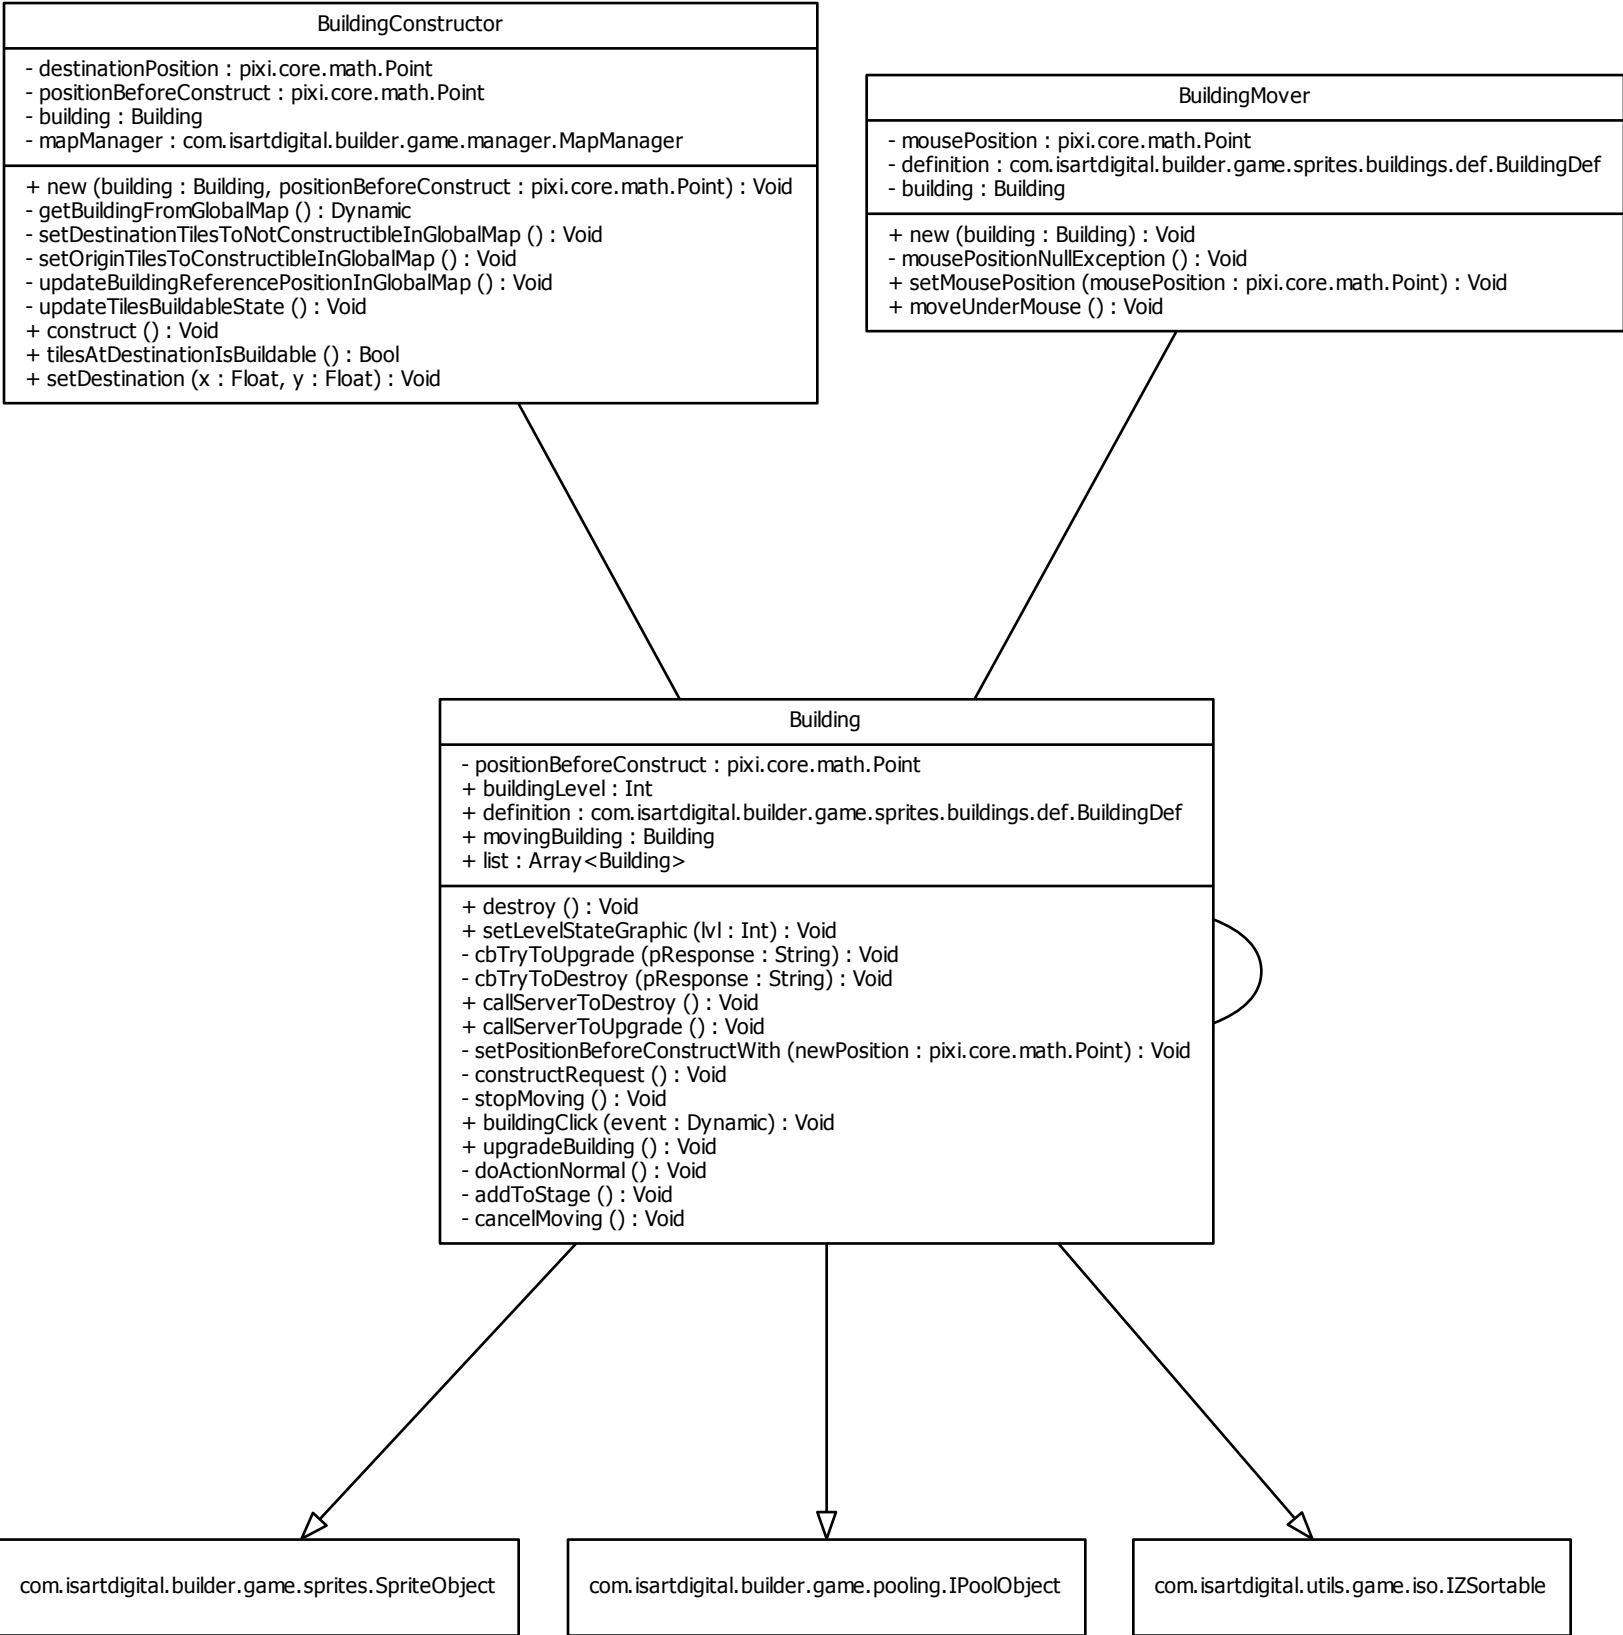 BuildingConstructor
- destinationPosition : pixi.core.math.Point
- positionBeforeConstruct : pixi.core.math.Point
- building : Building
- mapManager : com.isartdigital.builder.game.manager.MapManager
+ new (building : Building, positionBeforeConstruct : pixi.core.math.Point) : Void
- getBuildingFromGlobalMap () : Dynamic
- setDestinationTilesToNotConstructibleInGlobalMap () : Void
- setOriginTilesToConstructibleInGlobalMap () : Void
- updateBuildingReferencePositionInGlobalMap () : Void
- updateTilesBuildableState () : Void
+ construct () : Void
+ tilesAtDestinationIsBuildable () : Bool
+ setDestination (x : Float, y : Float) : Void
BuildingMover
- mousePosition : pixi.core.math.Point
- definition : com.isartdigital.builder.game.sprites.buildings.def.BuildingDef
- building : Building
+ new (building : Building) : Void
- mousePositionNullException () : Void
+ setMousePosition (mousePosition : pixi.core.math.Point) : Void
+ moveUnderMouse () : Void
Building
- positionBeforeConstruct : pixi.core.math.Point
+ buildingLevel : Int
+ definition : com.isartdigital.builder.game.sprites.buildings.def.BuildingDef
+ movingBuilding : Building
+ list : Array<Building>
+ destroy () : Void
+ setLevelStateGraphic (lvl : Int) : Void
- cbTryToUpgrade (pResponse : String) : Void
- cbTryToDestroy (pResponse : String) : Void
+ callServerToDestroy () : Void
+ callServerToUpgrade () : Void
- setPositionBeforeConstructWith (newPosition : pixi.core.math.Point) : Void
- constructRequest () : Void
- stopMoving () : Void
+ buildingClick (event : Dynamic) : Void
+ upgradeBuilding () : Void
- doActionNormal () : Void
- addToStage () : Void
- cancelMoving () : Void
com.isartdigital.builder.game.sprites.SpriteObject
com.isartdigital.builder.game.pooling.IPoolObject
com.isartdigital.utils.game.iso.IZSortable